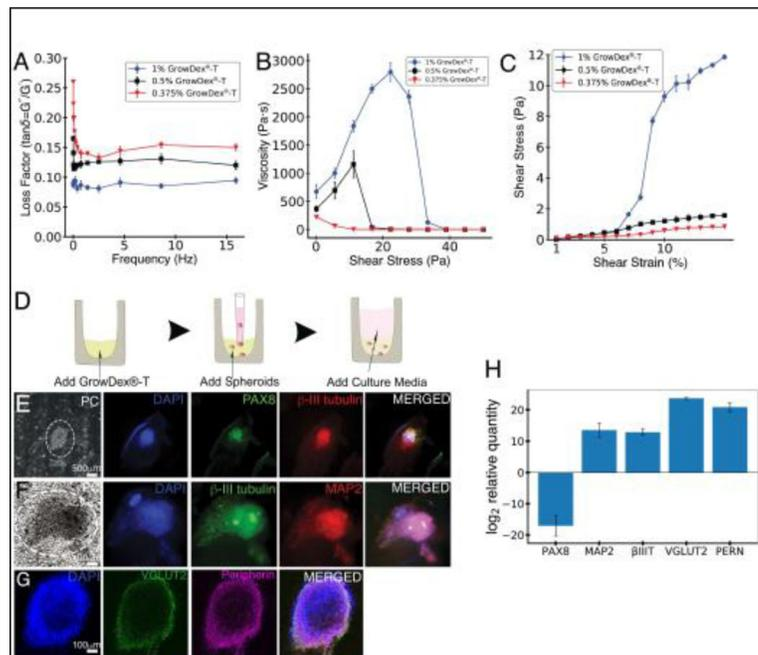 A
1% GrowDex®-T
0.5% GrowDex®-T
0.375% GrowDex®-T
Loss Factor (tanδ=G″/G′)
0.30
0.25
0.20
0.15
0.10
0.05
0.00
0
5
10
15
Frequency (Hz)
B
1% GrowDex®-T
0.5% GrowDex®-T
0.375% GrowDex®-T
Viscosity (Pa·s)
3000
2500
2000
1500
1000
500
0
0
20
40
Shear Stress (Pa)
C
1% GrowDex®-T
0.5% GrowDex®-T
0.375% GrowDex®-T
Shear Stress (Pa)
12
10
8
6
4
2
0
1
5
10
Shear Strain (%)
D
Add GrowDex®-T
Add Spheroids
Add Culture Media
E
PC
500µm
DAPI
PAX8
β-III tubulin
MERGED
F
DAPI
β-III tubulin
MAP2
MERGED
G
DAPI
100µm
VGLUT2
Peripherin
MERGED
H
log₂ relative quantity
20
10
0
−10
−20
PAX8
MAP2
βIIIT
VGLUT2
PERN